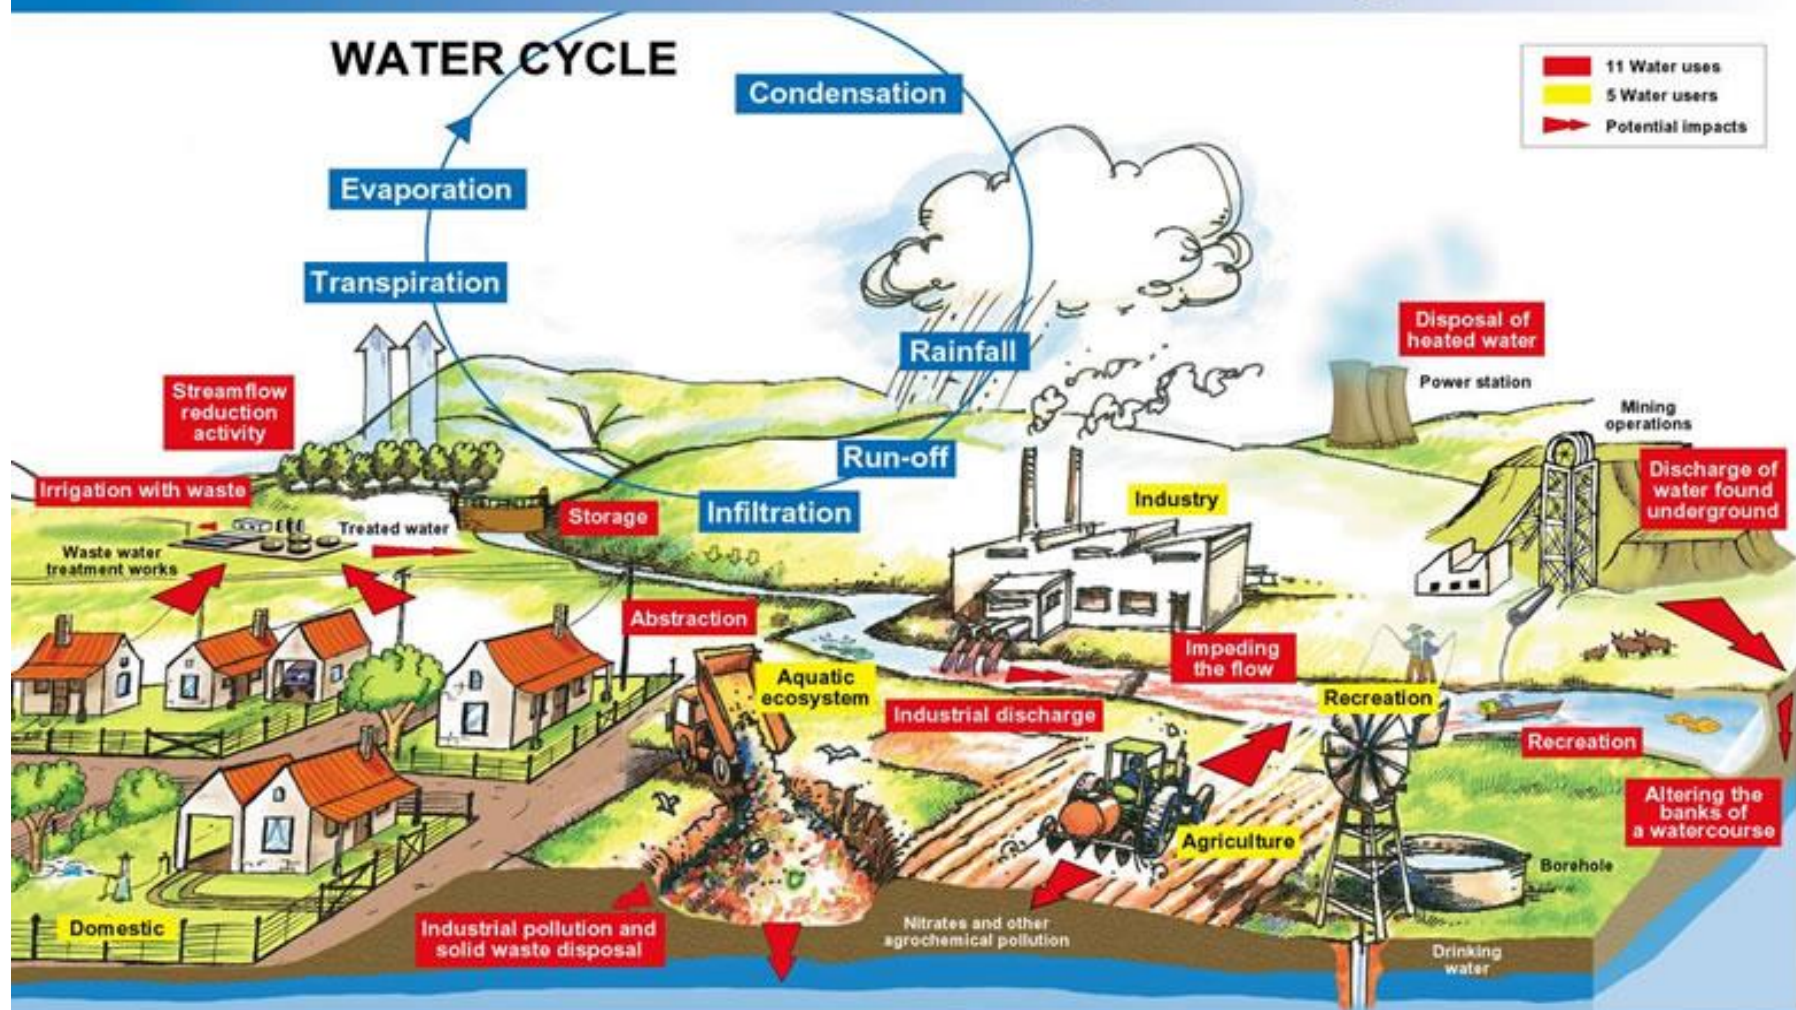 WATER CYCLE
Condensation
11 Water uses
5 Water users
Potential impacts
Evaporation
Transpiration
Rainfall
Disposal of
heated water
Power station
Streamflow
reduction
activity
Mining
operations
Run-off
Discharge of
water found
underground
Irrigation with waste
Storage
Infiltration
Industry
Treated water
Waste water
treatment works
Abstraction
Impeding
the flow
Aquatic
ecosystem
Recreation
Industrial discharge
Recreation
Altering the
banks of
a watercourse
Agriculture
Borehole
Domestic
Industrial pollution and
solid waste disposal
Nitrates and other
agrochemical pollution
Drinking
water